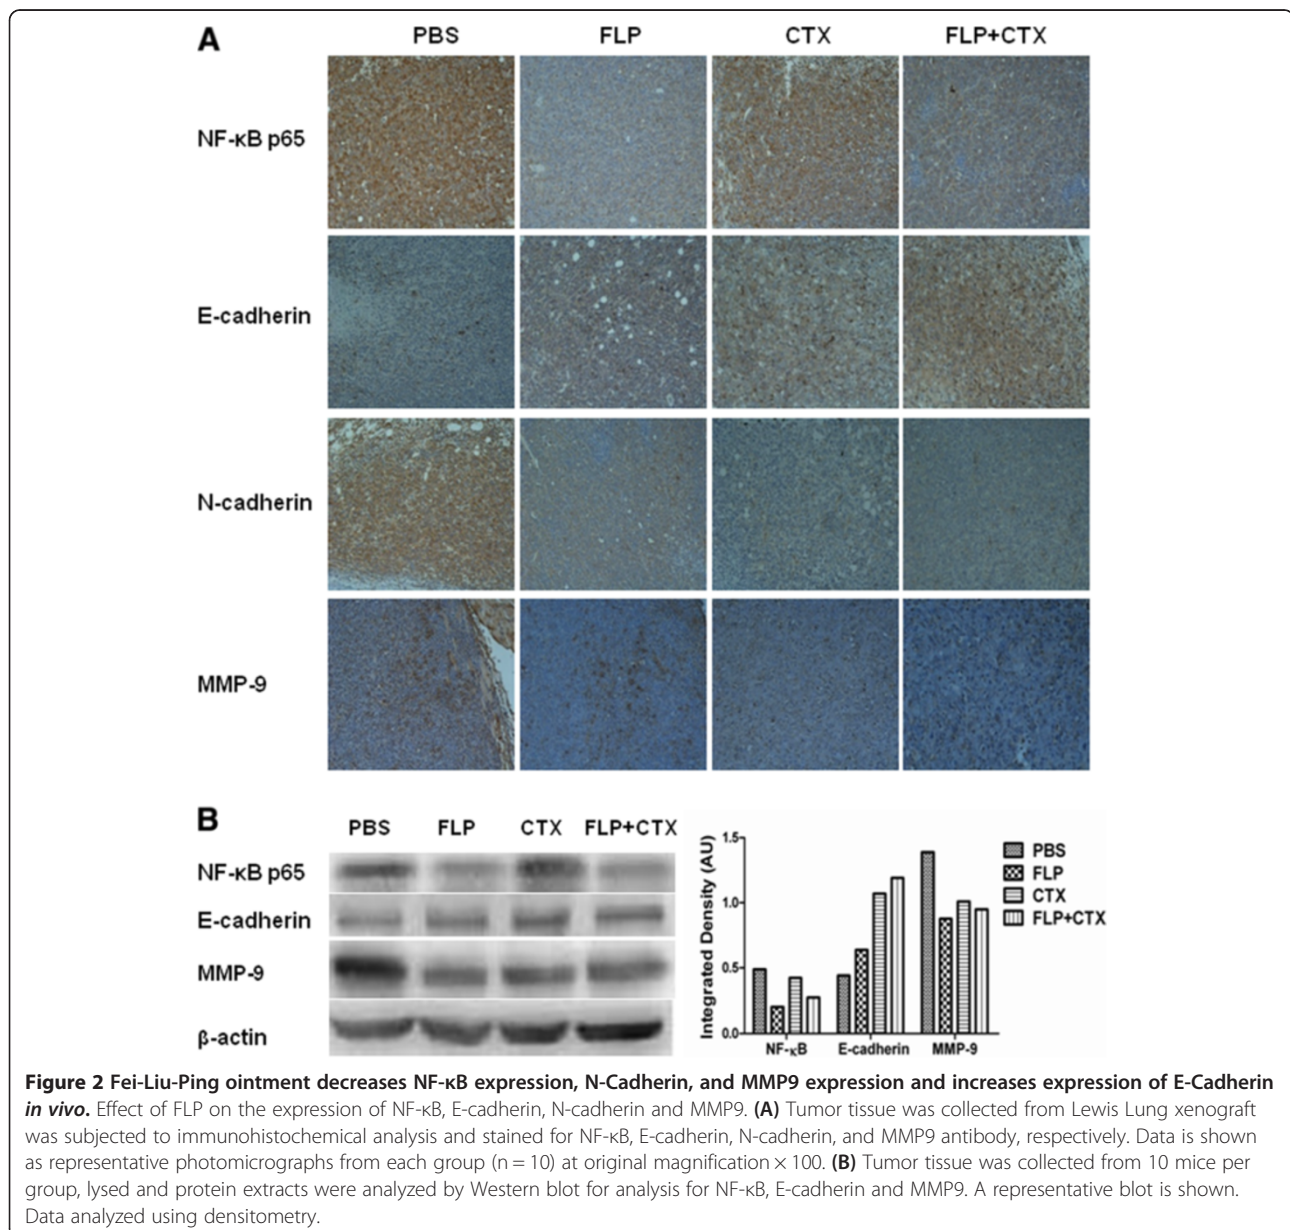 A
PBS FLP CTX FLP+CTX
NF-κB p65
E-cadherin
N-cadherin
MMP-9
B
PBS FLP CTX FLP+CTX
NF-κB p65
E-cadherin
MMP-9
β-actin
Integrated Density (AU)
1.5
1.0
0.5
0.0
NF-κB E-cadherin MMP-9
PBS
FLP
CTX
FLP+CTX
Figure 2 Fei-Liu-Ping ointment decreases NF-κB expression, N-Cadherin, and MMP9 expression and increases expression of E-Cadherin
in vivo. Effect of FLP on the expression of NF-κB, E-cadherin, N-cadherin and MMP9. (A) Tumor tissue was collected from Lewis Lung xenograft
was subjected to immunohistochemical analysis and stained for NF-κB, E-cadherin, N-cadherin, and MMP9 antibody, respectively. Data is shown
as representative photomicrographs from each group (n = 10) at original magnification × 100. (B) Tumor tissue was collected from 10 mice per
group, lysed and protein extracts were analyzed by Western blot for analysis for NF-κB, E-cadherin and MMP9. A representative blot is shown.
Data analyzed using densitometry.